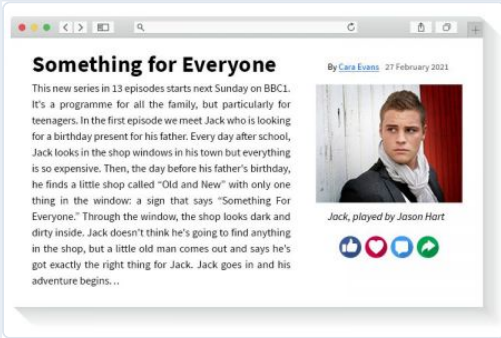 Something for Everyone
This new series in 13 episodes starts next Sunday on BBC1.
It's a programme for all the family, but particularly for
teenagers. In the first episode we meet Jack who is looking
for a birthday present for his father. Every day after school,
Jack looks in the shop windows in his town but everything
is so expensive. Then, the day before his father's birthday,
he finds a little shop called “Old and New” with only one
thing in the window: a sign that says “Something For
Everyone.” Through the window, the shop looks dark and
dirty inside. Jack doesn't think he's going to find anything
in the shop, but a little old man comes out and says he's
got exactly the right thing for Jack. Jack goes in and his
adventure begins…
By Cara Evans 27 February 2021
Jack, played by Jason Hart